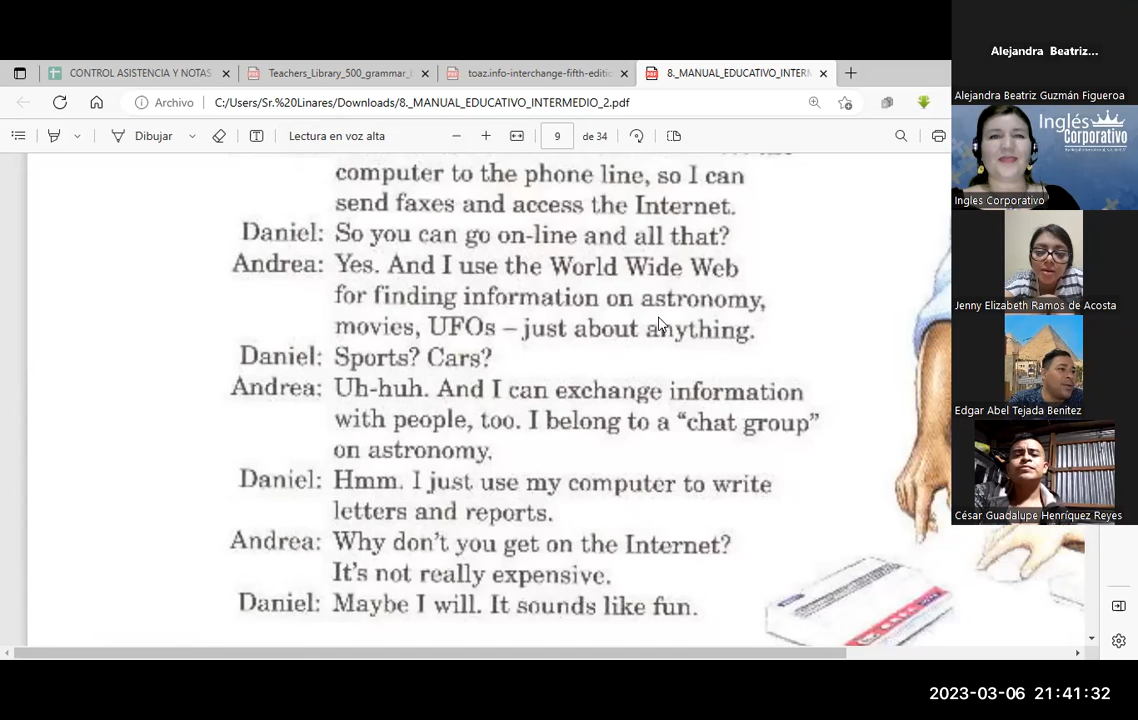 Alejandra Beatriz...
CONTROL ASISTENCIA Y NOTAS
Teachers_Library_500_grammar_
toaz.info-interchange-fifth-editi
8._MANUAL_EDUCATIVO_INTERM
Alejandra Beatriz Guzmán Figueroa
Archivo C:/Users/Sr.%20Linares/Downloads/8._MANUAL_EDUCATIVO_INTERMEDIO_2.pdf
Dibujar
Lectura en voz alta
9 de 34
Inglés
Corporativo
Ingles Corporativo
computer to the phone line, so I can
send faxes and access the Internet.
Daniel: So you can go on-line and all that?
Andrea: Yes. And I use the World Wide Web
for finding information on astronomy,
movies, UFOs – just about anything.
Daniel: Sports? Cars?
Andrea: Uh-huh. And I can exchange information
with people, too. I belong to a “chat group”
on astronomy.
Daniel: Hmm. I just use my computer to write
letters and reports.
Andrea: Why don't you get on the Internet?
It's not really expensive.
Daniel: Maybe I will. It sounds like fun.
Jenny Elizabeth Ramos de Acosta
Edgar Abel Tejada Benitez
César Guadalupe Henríquez Reyes
2023-03-06 21:41:32